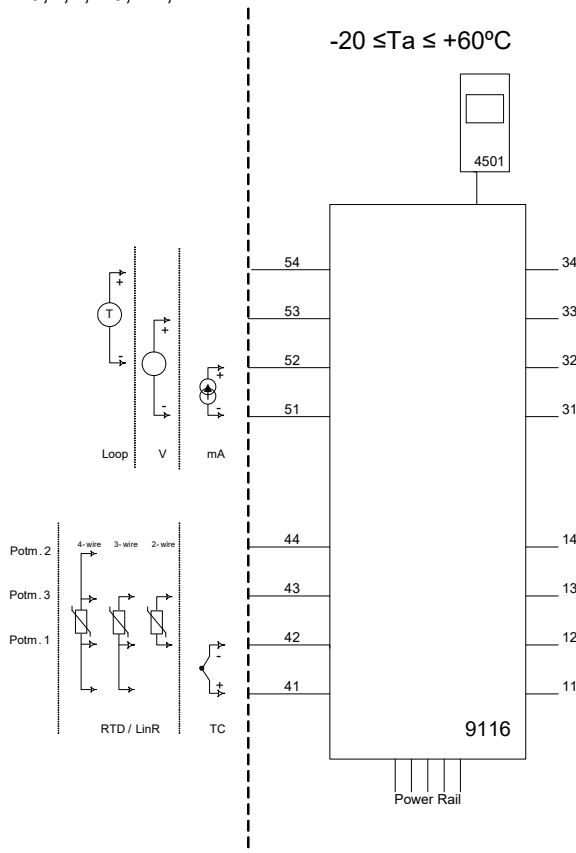 -20 ≤Ta ≤ +60ºC
4501
54
34
+
T
53
33
+
-
52
32
+
-
51
31
-
Loop
V
mA
Potm. 2
4-wire
3-wire
2-wire
44
14
Potm. 3
43
13
Potm. 1
42
12
-
+
41
11
RTD / LinR
TC
9116
Power Rail